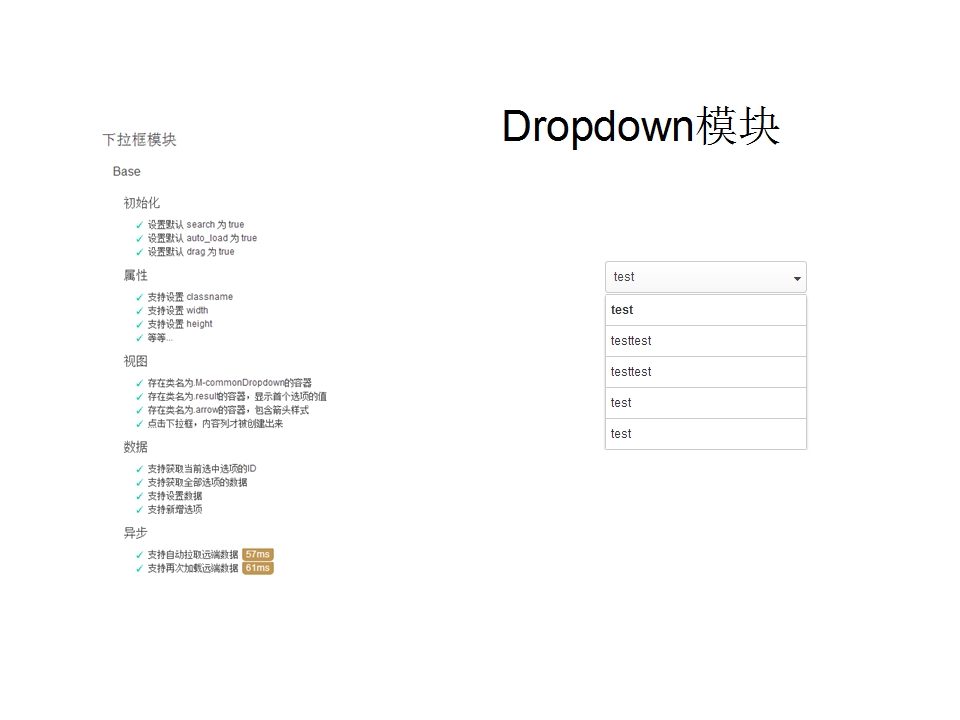 Dropdown模块
下拉框模块
Base
初始化
✓ 设置默认 search 为 true
✓ 设置默认 auto_load 为 true
✓ 设置默认 drag 为 true
属性
✓ 支持设置 classname
✓ 支持设置 width
✓ 支持设置 height
✓ 等等...
视图
✓ 存在类名为.M-commonDropdown的容器
✓ 存在类名为.result的容器，显示首个选项的值
✓ 存在类名为.arrow的容器，包含箭头样式
✓ 点击下拉框，内容列才被创建出来
数据
✓ 支持获取当前选中选项的ID
✓ 支持获取全部选项的数据
✓ 支持设置数据
✓ 支持新增选项
异步
✓ 支持自动拉取远端数据 57ms
✓ 支持再次加载远端数据 61ms
test
test
testtest
testtest
test
test